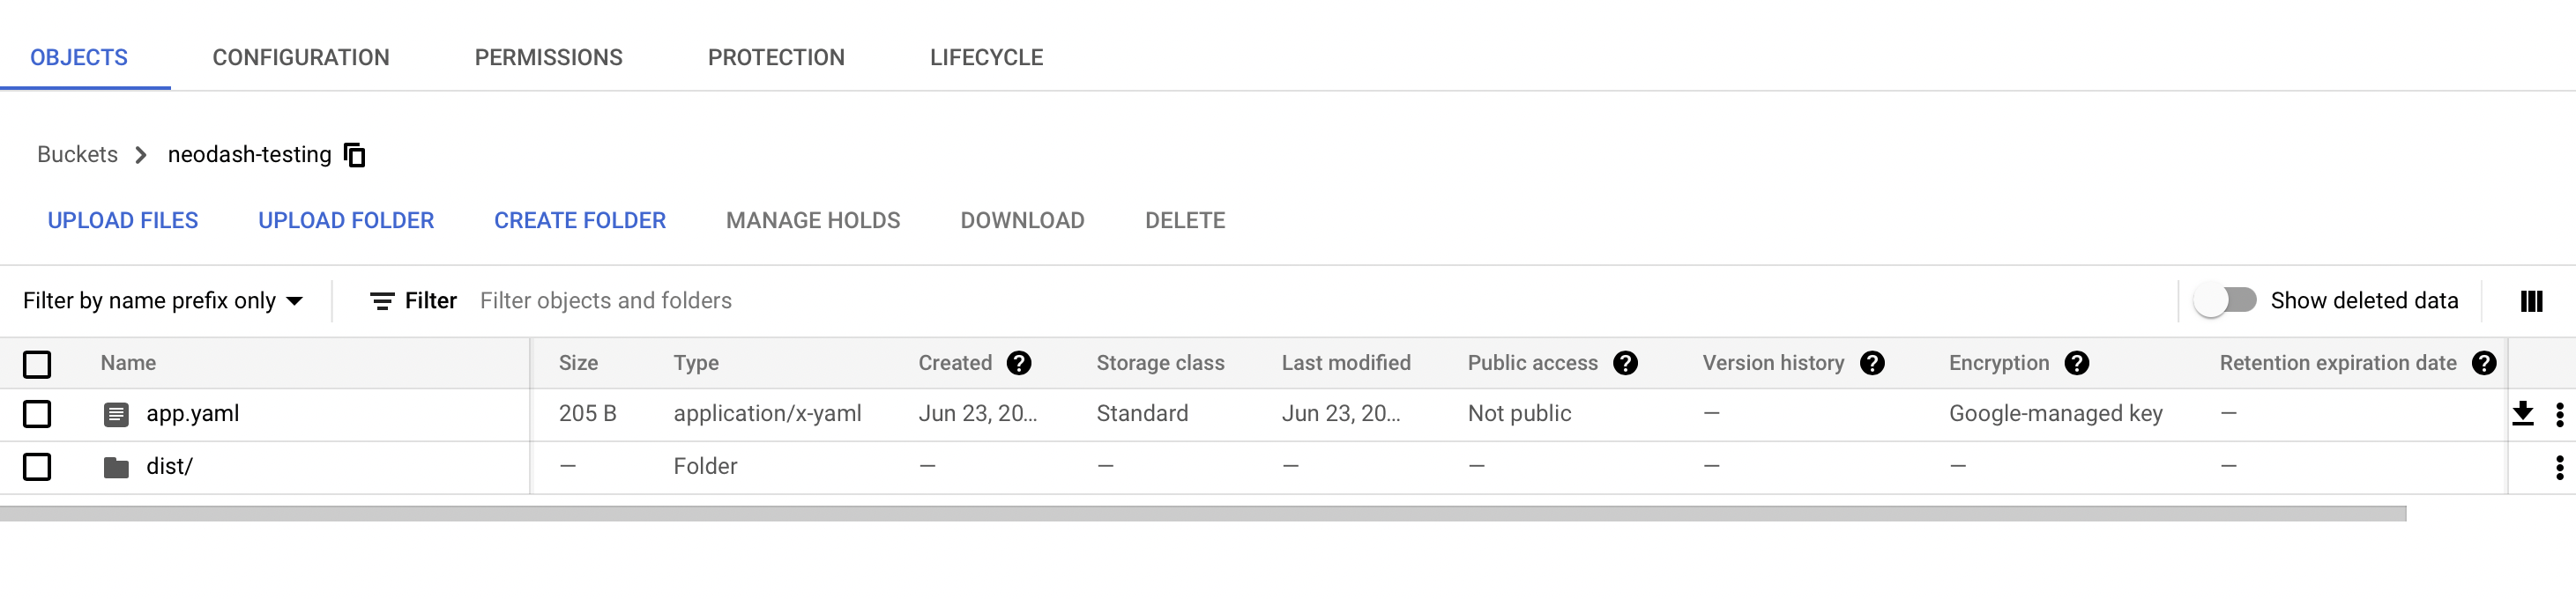 OBJECTS CONFIGURATION PERMISSIONS PROTECTION LIFECYCLE
Buckets > neodash-testing
UPLOAD FILES UPLOAD FOLDER CREATE FOLDER MANAGE HOLDS DOWNLOAD DELETE
Filter by name prefix only Filter Filter objects and folders Show deleted data
Name Size Type Created ? Storage class Last modified Public access ? Version history ? Encryption ? Retention expiration date ?
app.yaml 205 B application/x-yaml Jun 23, 20... Standard Jun 23, 20... Not public — Google-managed key —
dist/ — Folder — — — — — — —